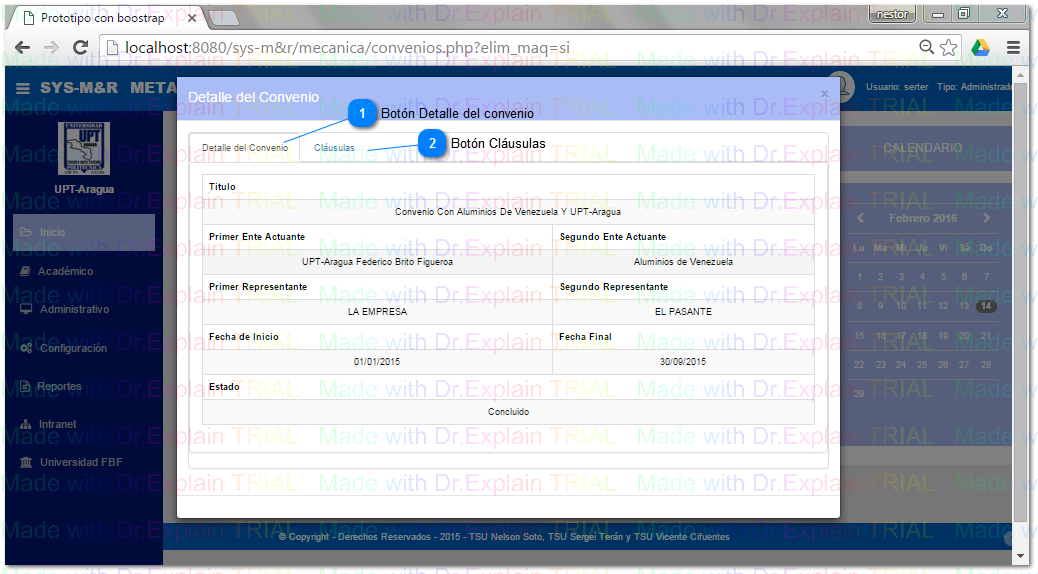 Prototipo con boostrap
nestor
localhost:8080/sys-m&r/mecanica/convenios.php?elim_maq=si
SYS-M&R META
Usuario: serter Tipo: Administrado
UNIVERSIDAD
UPT
ARAGUA
UPT-Aragua
Inicio
Académico
Administrativo
Configuración
Reportes
Intranet
Universidad FBF
Detalle del Convenio
×
1 Botón Detalle del convenio
2 Botón Cláusulas
Detalle del Convenio Cláusulas
Titulo
Convenio Con Aluminios De Venezuela Y UPT-Aragua
Primer Ente Actuante Segundo Ente Actuante
UPT-Aragua Federico Brito Figueroa Aluminios de Venezuela
Primer Representante Segundo Representante
LA EMPRESA EL PASANTE
Fecha de Inicio Fecha Final
01/01/2015 30/09/2015
Estado
Concluido
CALENDARIO
Febrero 2016
Lu Ma Mi Ju Vi Sá Do
1 2 3 4 5 6 7
8 9 10 11 12 13 14
15 16 17 18 19 20 21
22 23 24 25 26 27 28
29
© Copyright - Derechos Reservados - 2015 - TSU Nelson Soto, TSU Sergei Terán y TSU Vicente Cifuentes
Made with Dr.Explain TRIAL